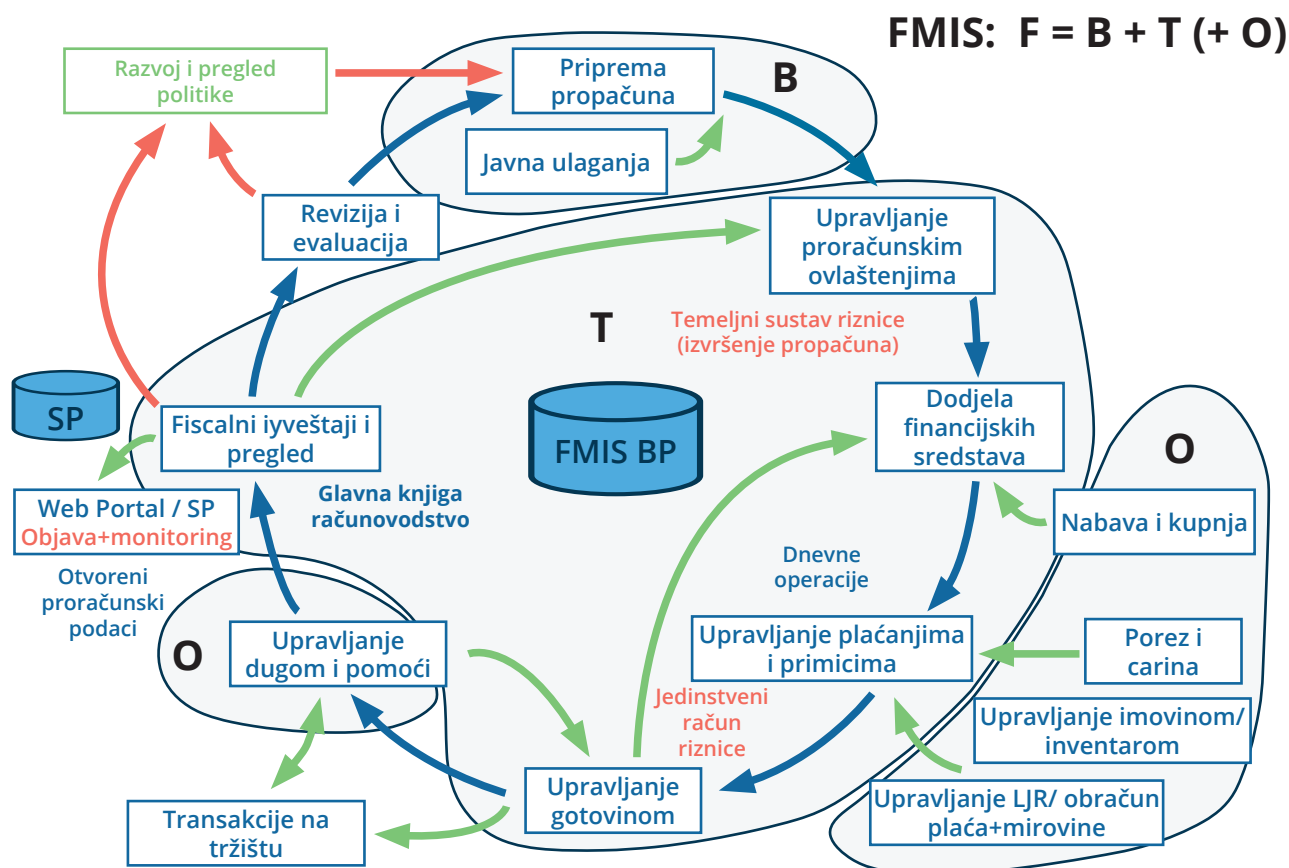 FMIS: F = B + T (+ O)
Razvoj i pregled
politike
Priprema
propačuna
B
Javna ulaganja
Revizija i
evaluacija
Upravljanje
proračunskim
ovlaštenjima
T
Temeljni sustav riznice
(izvršenje propačuna)
SP
Fiscalni iyveštaji i
pregled
FMIS BP
Dodjela
financijskih
sredstava
O
Web Portal / SP
Objava+monitoring
Glavna knjiga
računovodstvo
Nabava i kupnja
Otvoreni
proračunski
podaci
Dnevne
operacije
O
Upravljanje
dugom i pomoći
Upravljanje plaćanjima
i primicima
Porez i
carina
Jedinstveni
račun
riznice
Upravljanje imovinom/
inventarom
Upravljanje
gotovinom
Upravljanje LJR/ obračun
plaća+mirovine
Transakcije na
tržištu